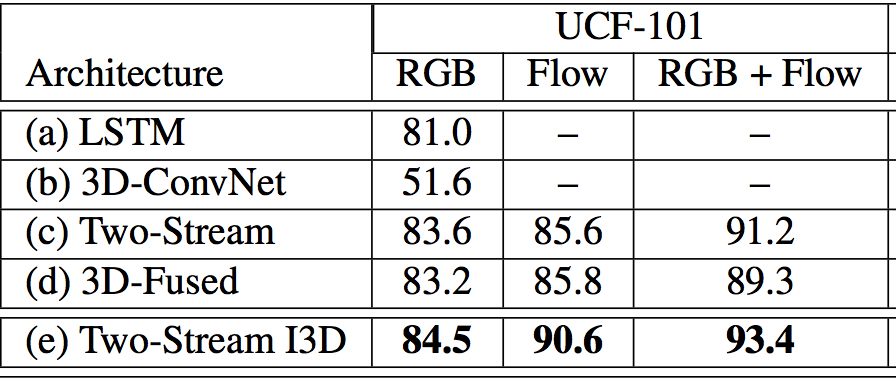 UCF-101
Architecture RGB Flow RGB + Flow
(a) LSTM 81.0 – –
(b) 3D-ConvNet 51.6 – –
(c) Two-Stream 83.6 85.6 91.2
(d) 3D-Fused 83.2 85.8 89.3
(e) Two-Stream I3D 84.5 90.6 93.4